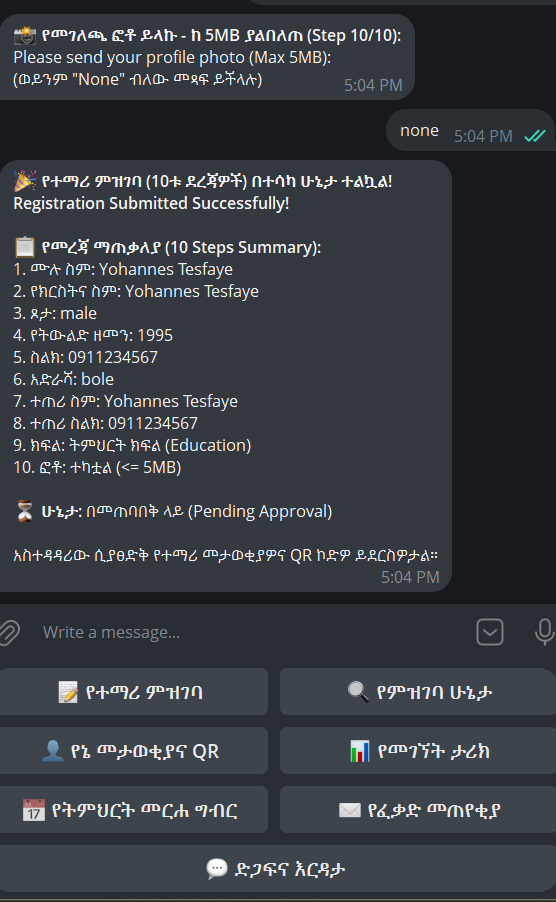 📸 የመገለጫ ፎቶ ይላኩ - ከ 5MB ያልበለጠ (Step 10/10):
Please send your profile photo (Max 5MB):
(ወይንም "None" ብለው መጻፍ ይችላሉ)
5:04 PM
none 5:04 PM
🎉 የተማሪ ምዝገባ (10ቱ ደረጃዎች) በተሳካ ሁኔታ ተልኳል!
Registration Submitted Successfully!
📋 የመረጃ ማጠቃለያ (10 Steps Summary):
1. ሙሉ ስም: Yohannes Tesfaye
2. የክርስትና ስም: Yohannes Tesfaye
3. ጾታ: male
4. የትውልድ ዘመን: 1995
5. ስልክ: 0911234567
6. አድራሻ: bole
7. ተጠሪ ስም: Yohannes Tesfaye
8. ተጠሪ ስልክ: 0911234567
9. ክፍል: ትምህርት ክፍል (Education)
10. ፎቶ: ተካቷል (<= 5MB)
⏳ ሁኔታ: በመጠባበቅ ላይ (Pending Approval)
አስተዳዳሪው ሲያፀድቅ የተማሪ መታወቂያዎና QR ኮድዎ ይደርስዎታል።
5:04 PM
Write a message...
📝 የተማሪ ምዝገባ
🔍 የምዝገባ ሁኔታ
👤 የኔ መታወቂያና QR
📊 የመገኘት ታሪክ
📅 የትምህርት መርሐ ግብር
✉️ የፈቃድ መጠየቂያ
💬 ድጋፍና እርዳታ